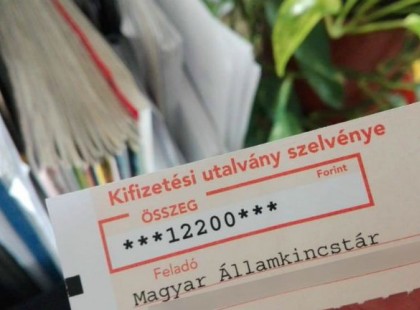 Kifizetési utalvány szelvénye
ÖSSZEG
Forint
***12200***
Feladó
Magyar Államkincstár